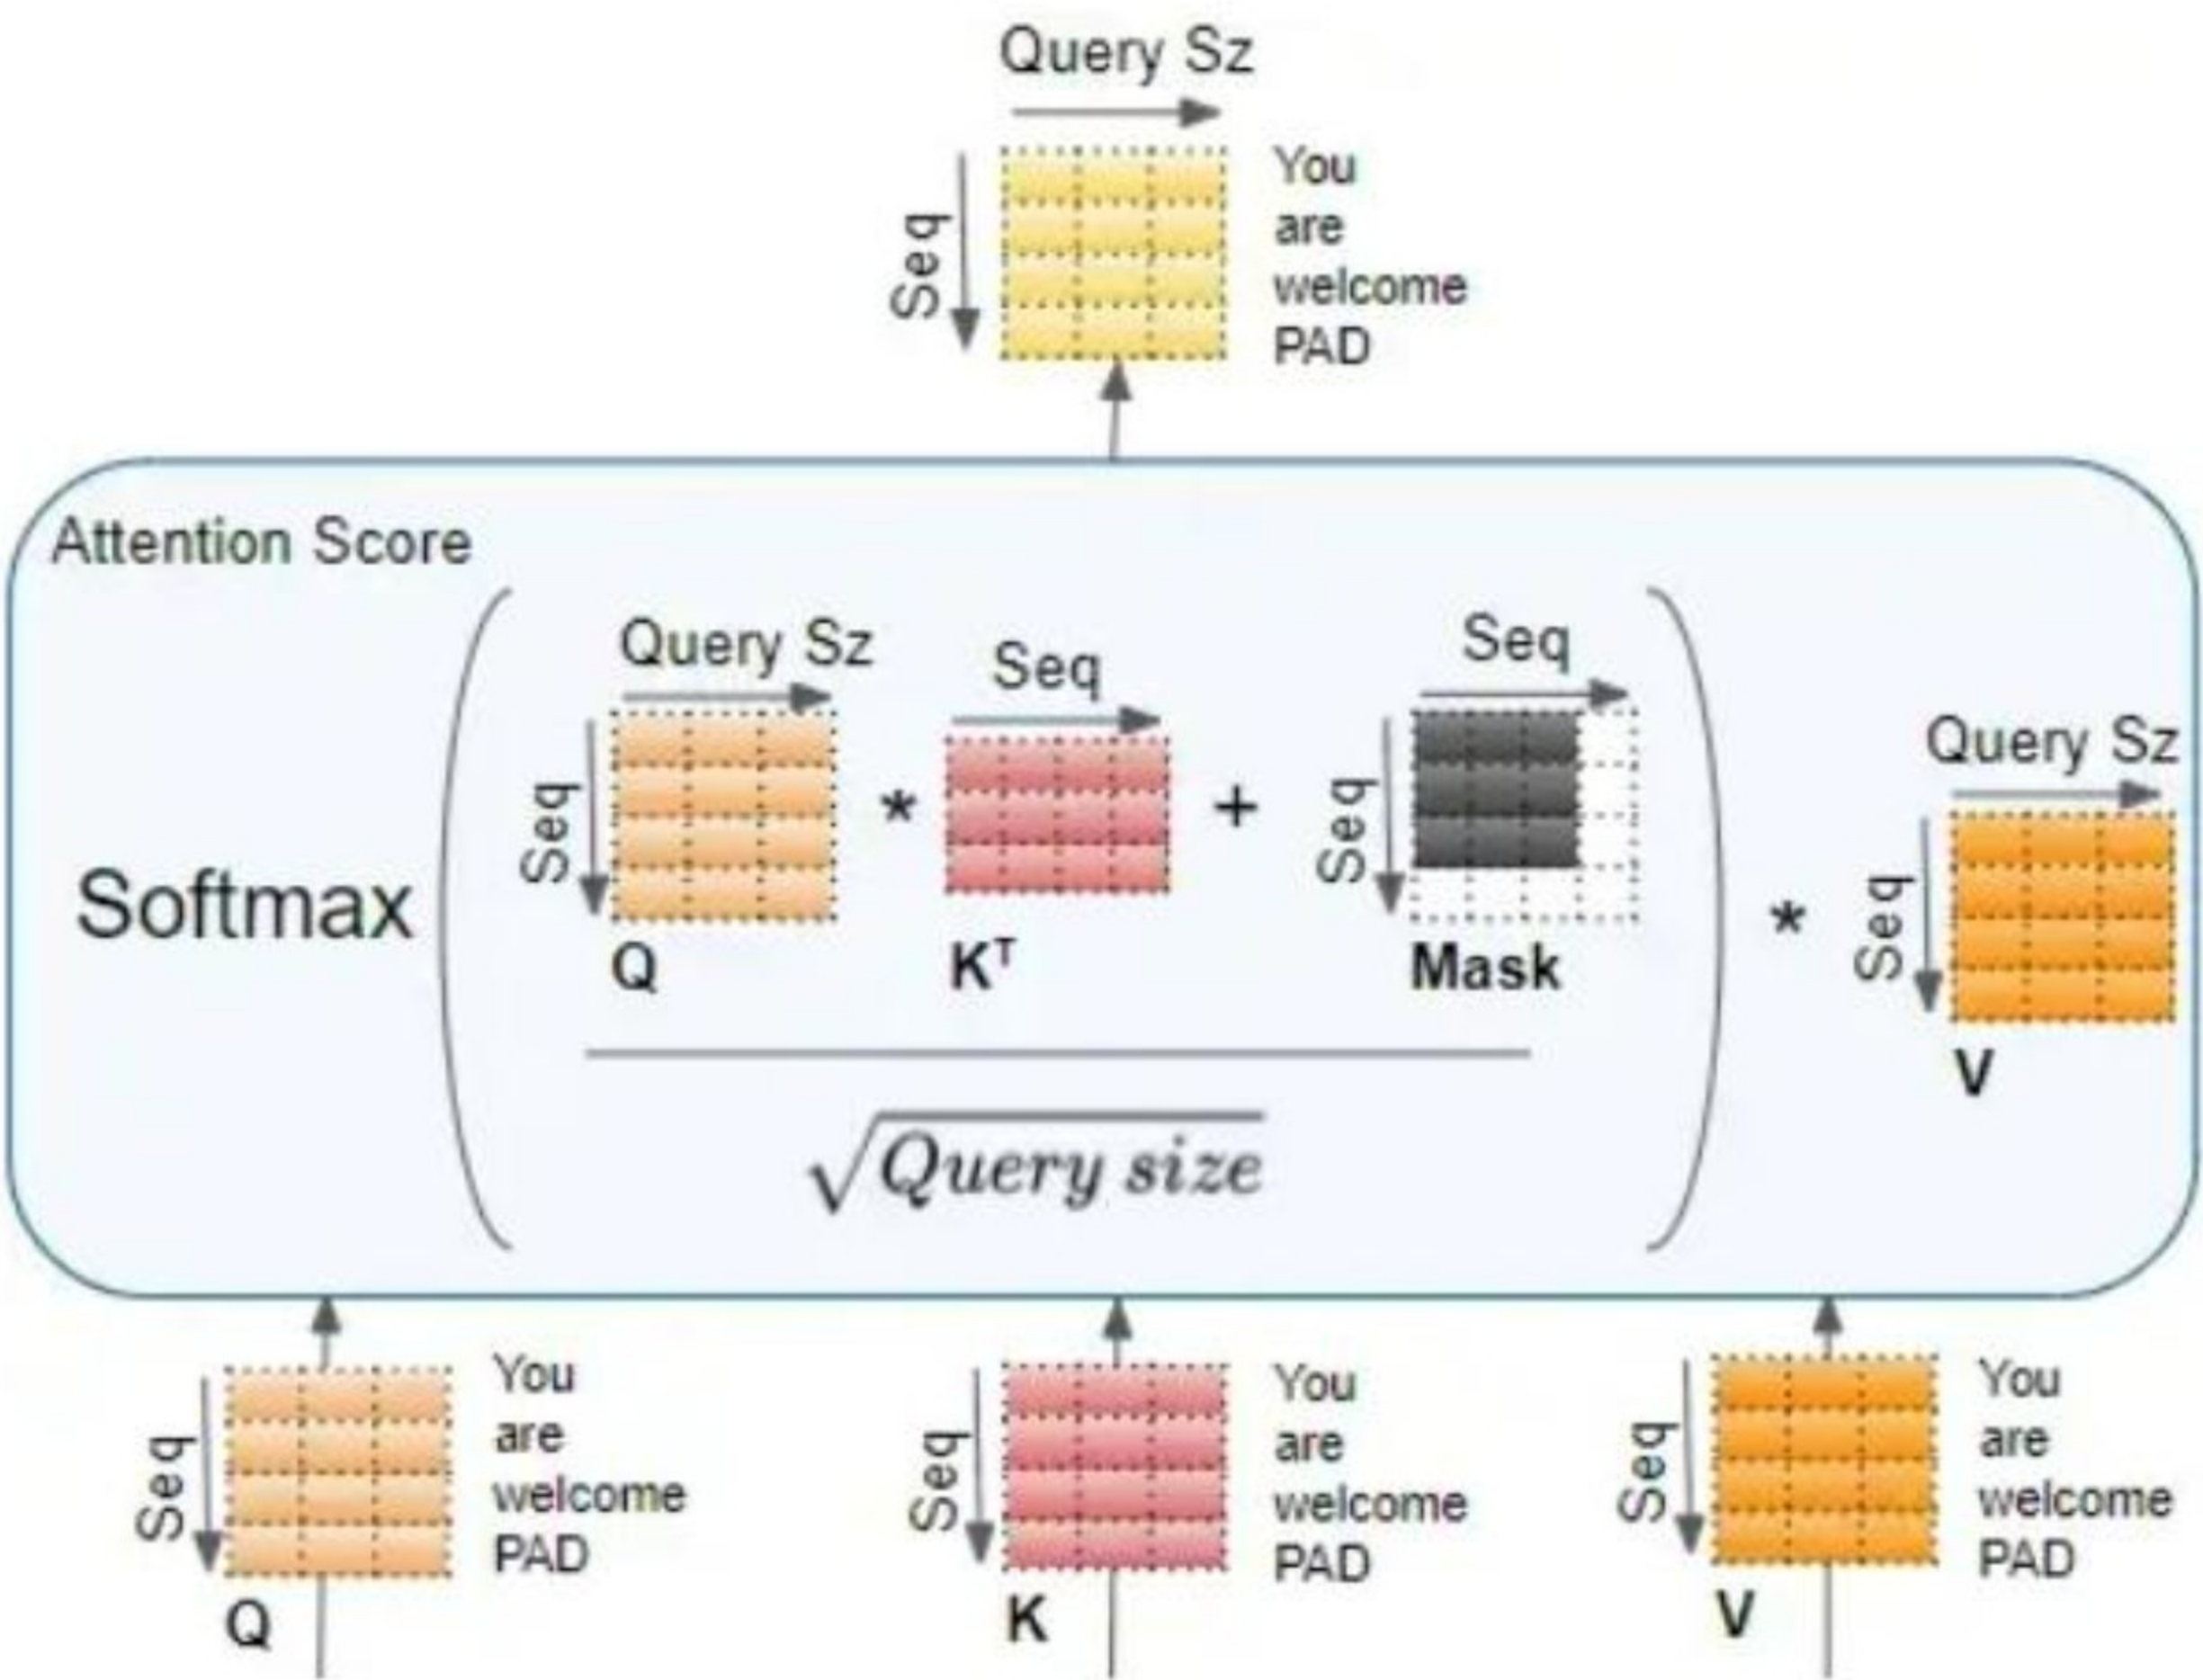 Query Sz
Seq
You
are
welcome
PAD
Attention Score
Softmax
Query Sz
Seq
Q
*
Seq
Kᵀ
+
Seq
Seq
Mask
√Query size
*
Query Sz
Seq
V
Seq
You
are
welcome
PAD
Q
Seq
You
are
welcome
PAD
K
Seq
You
are
welcome
PAD
V